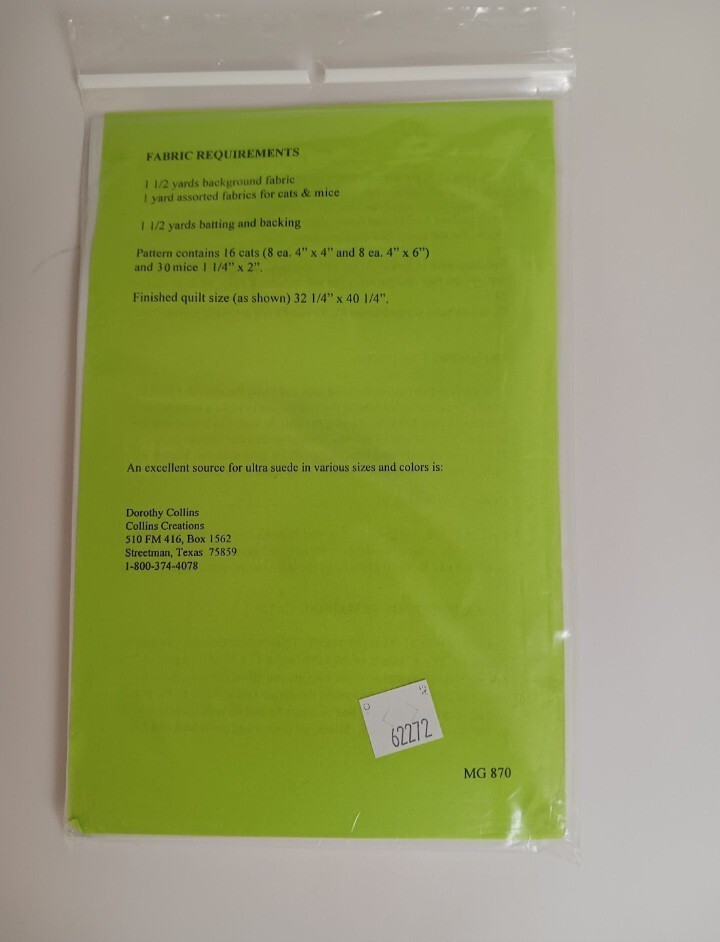 FABRIC REQUIREMENTS
1 1/2 yards background fabric
1 yard assorted fabrics for cats & mice
1 1/2 yards batting and backing
Pattern contains 16 cats (8 ea. 4" x 4" and 8 ea. 4" x 6")
and 30 mice 1 1/4" x 2".
Finished quilt size (as shown) 32 1/4" x 40 1/4".
An excellent source for ultra suede in various sizes and colors is:
Dorothy Collins
Collins Creations
510 FM 416, Box 1562
Streetman, Texas 75859
1-800-374-4078
62272
MG 870